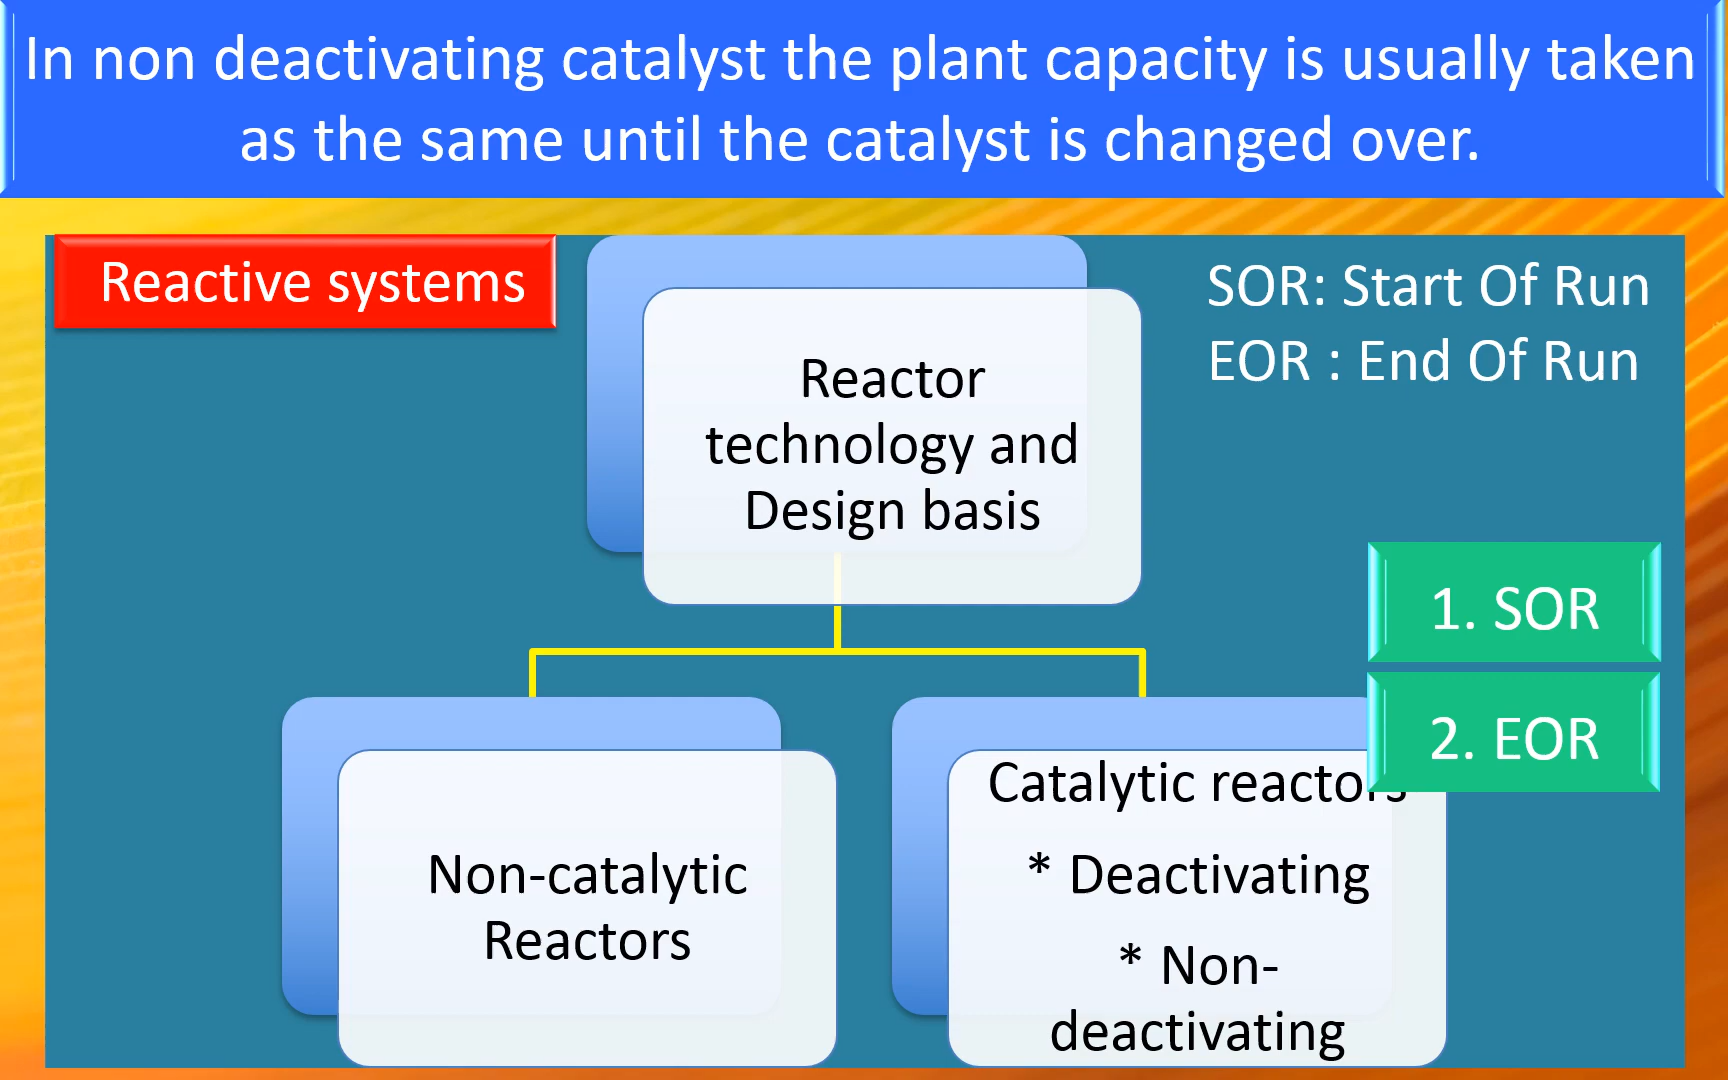 In non deactivating catalyst the plant capacity is usually taken
as the same until the catalyst is changed over.
Reactive systems
SOR: Start Of Run
EOR : End Of Run
Reactor
technology and
Design basis
1. SOR
2. EOR
Non-catalytic
Reactors
Catalytic reactors
* Deactivating
* Non-
deactivating